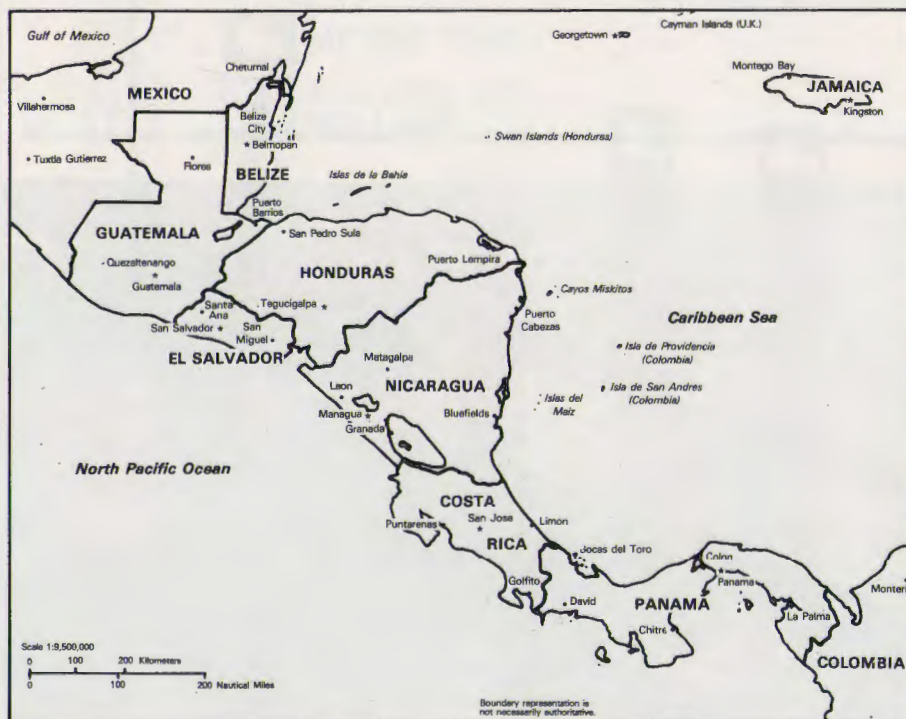 Gulf of Mexico
Cayman Islands (U.K.)
Georgetown
Chetumal
Montego Bay
JAMAICA
Kingston
MEXICO
Villahermosa
Belize
City
Belmopan
Swan Islands (Honduras)
Tuxtla Gutierrez
Flores
BELIZE
Islas de la Bahia
Puerto
Barrios
GUATEMALA
San Pedro Sula
Quezaltenango
Guatemala
HONDURAS
Puerto Lempira
Cayos Miskitos
Santa
Ana
Tegucigalpa
Puerto
Cabezas
Caribbean Sea
San Salvador
San
Miguel
EL SALVADOR
Matagalpa
Isla de Providencia
(Colombia)
NICARAGUA
Isla de San Andres
(Colombia)
Leon
Islas del
Maiz
Managua
Granada
Bluefields
North Pacific Ocean
COSTA
San Jose
Puntarenas
Limon
RICA
Jocas del Toro
Colon
Golfito
Panama
Monteri
David
PANAMA
La Palma
Chitre
COLOMBIA
Scale 1:9,500,000
0 100 200 Kilometers
0 100 200 Nautical Miles
Boundary representation is
not necessarily authoritative.